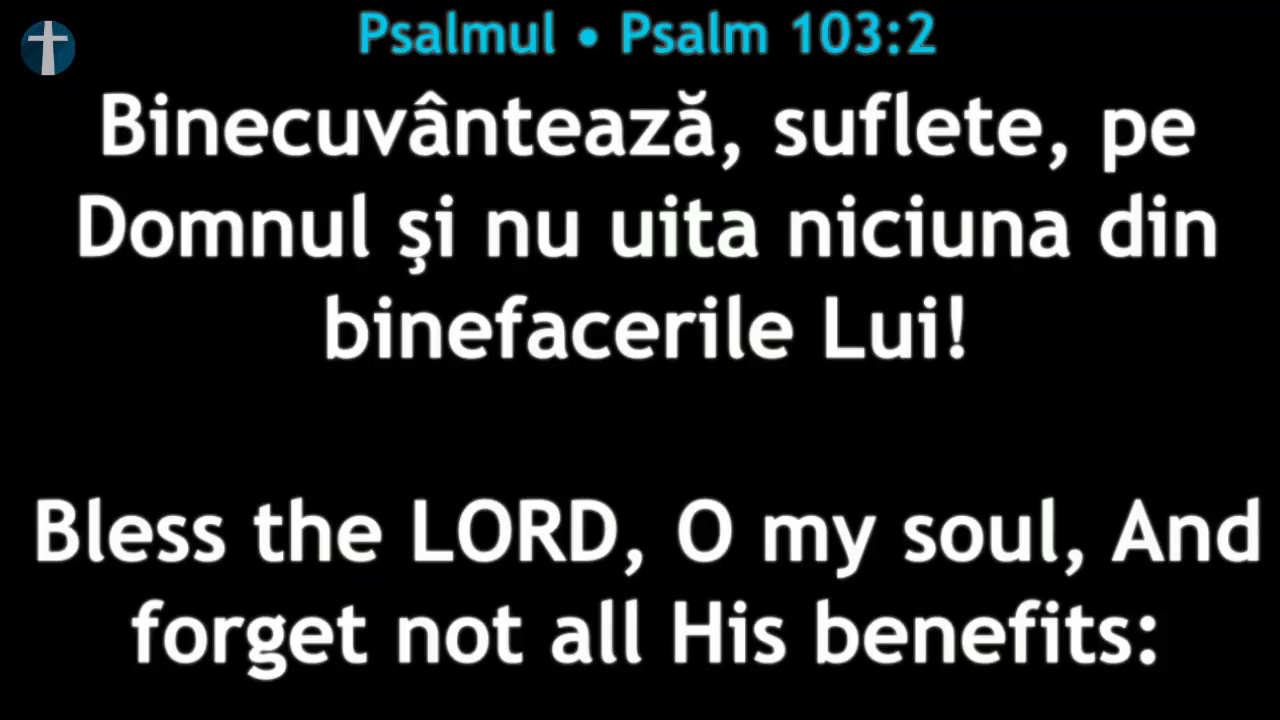 Psalmul • Psalm 103:2
Binecuvântează, suflete, pe
Domnul şi nu uita niciuna din
binefacerile Lui!
Bless the LORD, O my soul, And
forget not all His benefits: